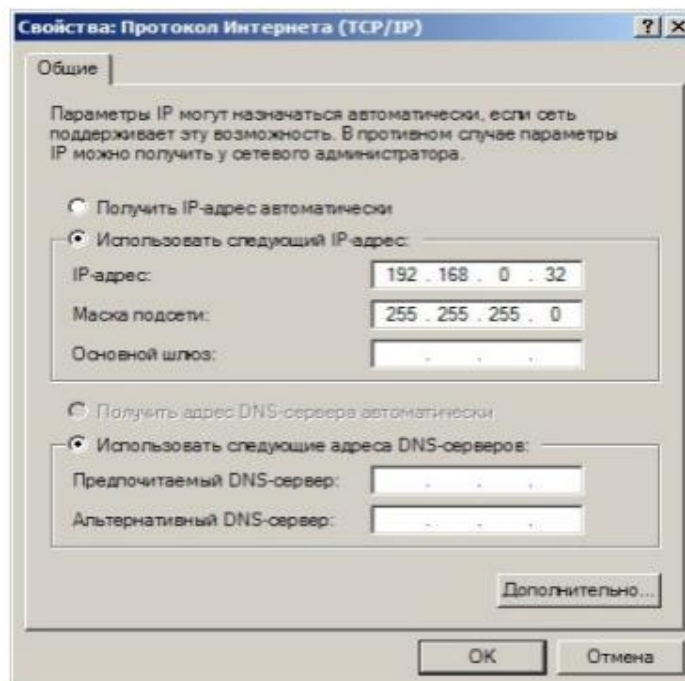 Свойства: Протокол Интернета (TCP/IP)
Общие
Параметры IP могут назначаться автоматически, если сеть
поддерживает эту возможность. В противном случае параметры
IP можно получить у сетевого администратора.
Получить IP-адрес автоматически
Использовать следующий IP-адрес:
IP-адрес: 192 . 168 . 0 . 32
Маска подсети: 255 . 255 . 255 . 0
Основной шлюз: . . .
Получить адрес DNS-сервера автоматически
Использовать следующие адреса DNS-серверов:
Предпочитаемый DNS-сервер: . . .
Альтернативный DNS-сервер: . . .
Дополнительно...
OK Отмена